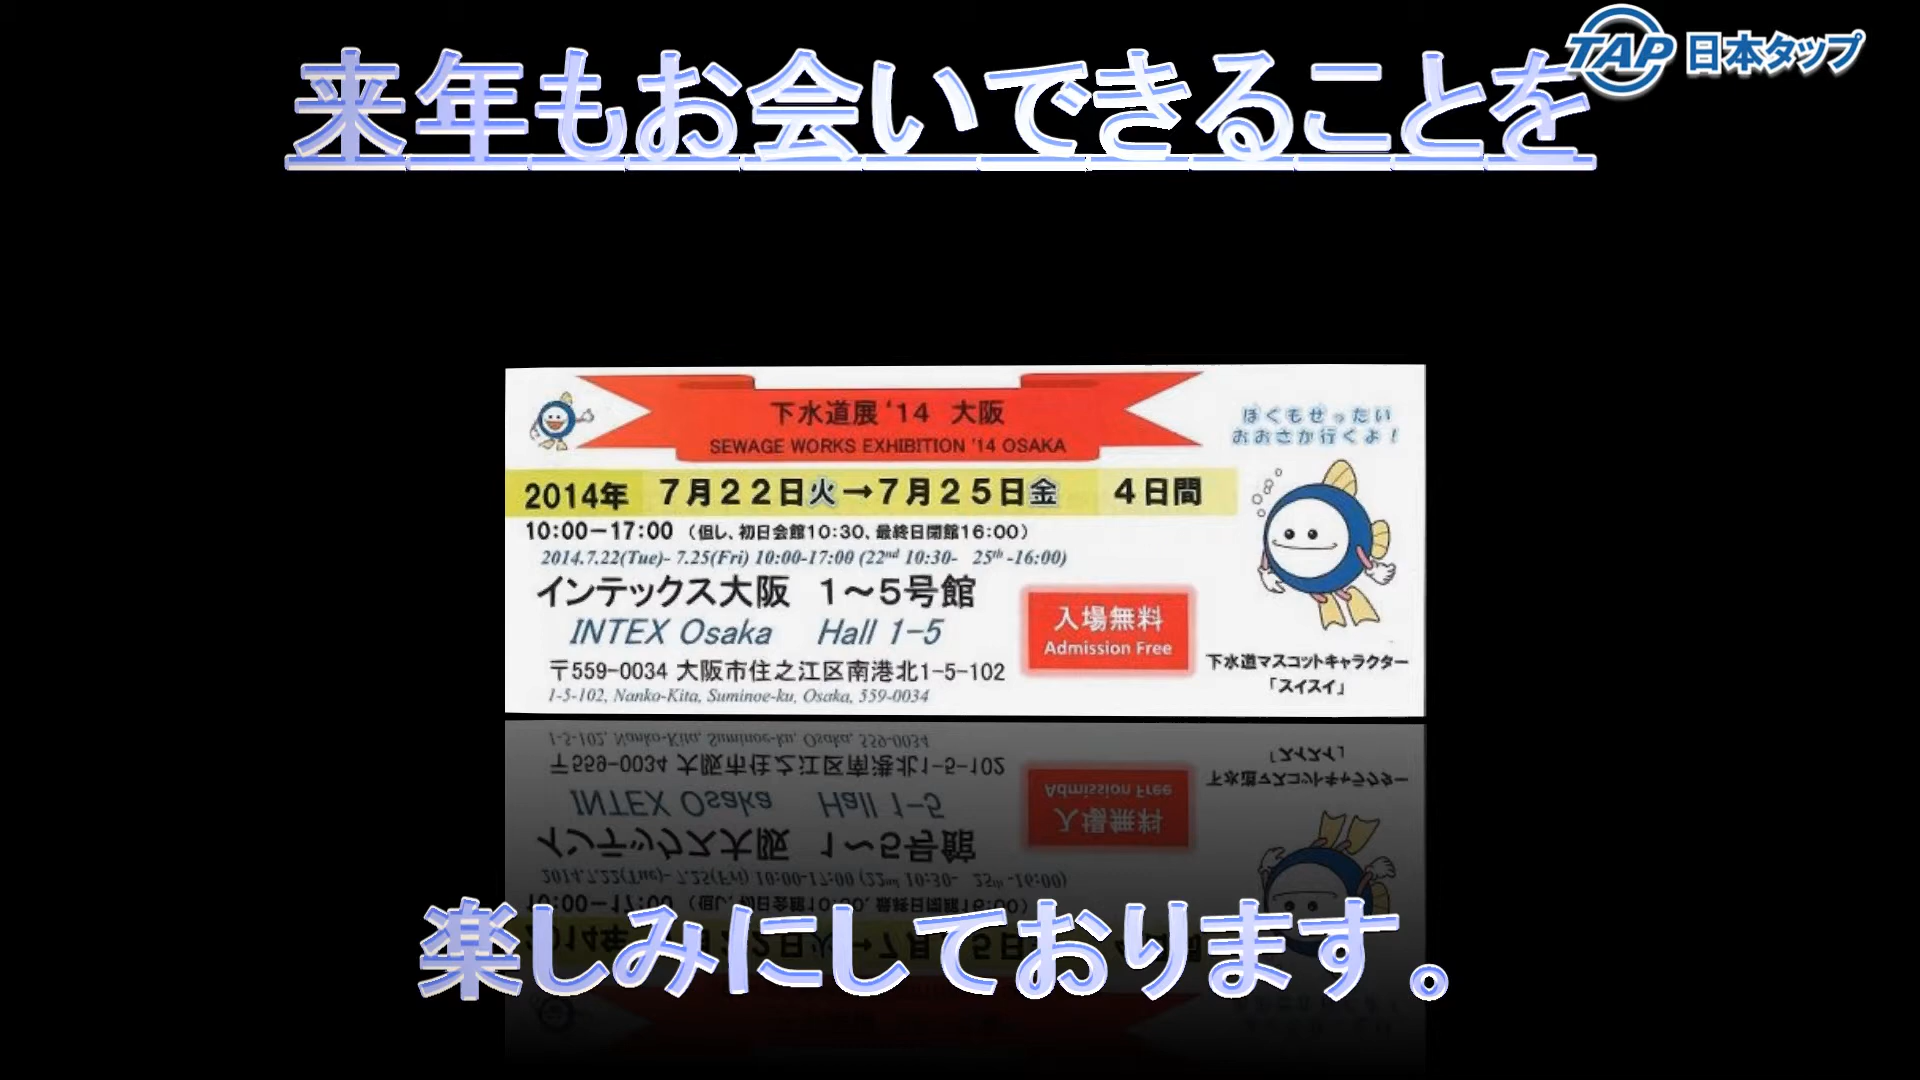 来年もお会いできることを
TAP 日本タップ
下水道展‘14 大阪
SEWAGE WORKS EXHIBITION '14 OSAKA
ぼくもぜったい
おおさか行くよ！
2014年 7月22日火→7月25日金 4日間
10:00−17:00 （但し、初日会館10:30、最終日閉館16:00）
2014.7.22(Tue)- 7.25(Fri) 10:00-17:00 (22nd 10:30- 25th -16:00)
インテックス大阪 1～5号館
INTEX Osaka Hall 1-5
入場無料
Admission Free
〒559-0034 大阪市住之江区南港北1-5-102
1-5-102, Nanko-Kita, Suminoe-ku, Osaka, 559-0034
下水道マスコットキャラクター
「スイスイ」
楽しみにしております。